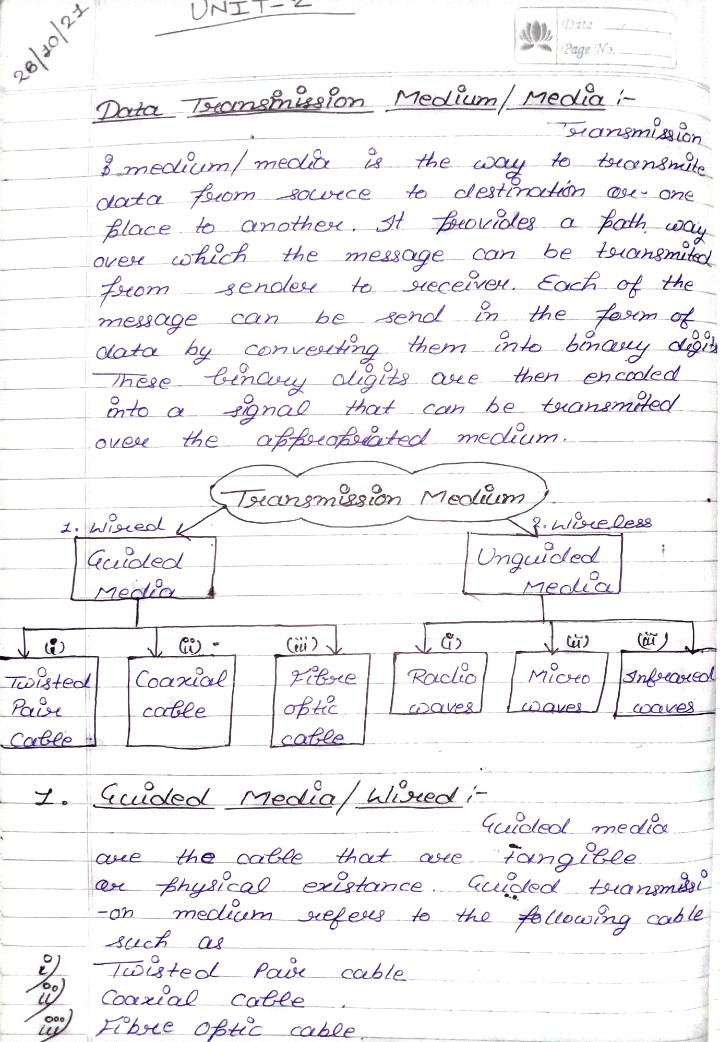 UNIT-2
28/10/21
Date
Page No.
Data Transmission Medium/Media :-
Transmission
medium/media is the way to transmite
data from source to destination or one
place to another. It provides a path way
over which the message can be transmited
from sender to receiver. Each of the
message can be send in the form of
data by converting them into binary digits
These binary digits are then encoded
into a signal that can be transmited
over the appropriated medium.
Transmission Medium
1. Wired 2. Wireless
Guided Media Unguided Media
(i) (ii) (iii) (i) (ii) (iii)
Twisted Coaxial Fibre Radio Micro Infrared
Pair cable optic waves waves waves
Cable cable
1. Guided Media/Wired :-
Guided media
are the cable that are Tangible
or physical existance. Guided transmissi
-on medium refers to the following cable
such as
i) Twisted Pair cable
ii) Coaxial Cable.
iii) Fibre Optic cable.